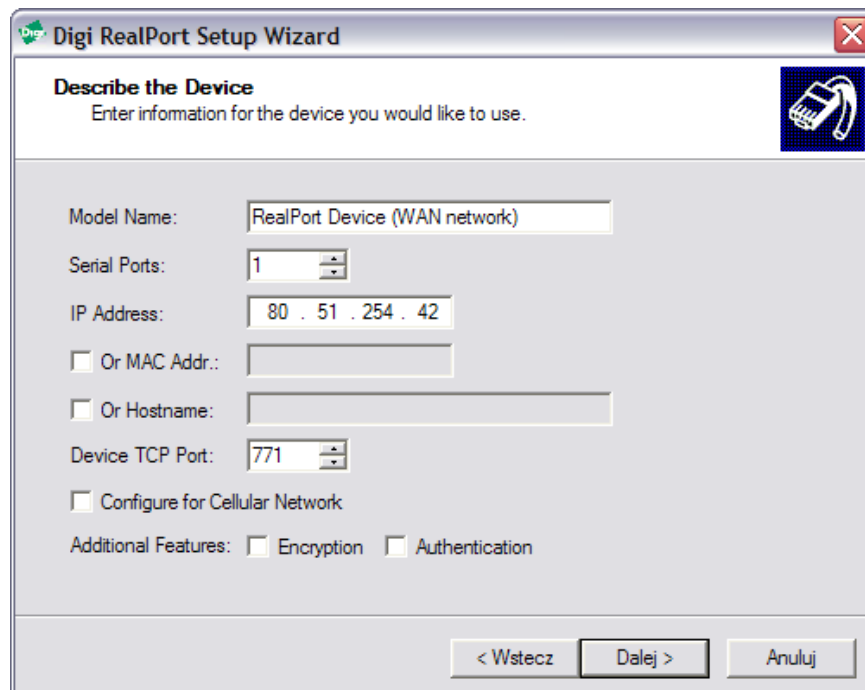 Digi Digi RealPort Setup Wizard
Describe the Device
Enter information for the device you would like to use.
Model Name: RealPort Device (WAN network)
Serial Ports: 1
IP Address: 80 . 51 . 254 . 42
Or MAC Addr.:
Or Hostname:
Device TCP Port: 771
Configure for Cellular Network
Additional Features: Encryption Authentication
< Wstecz Dalej > Anuluj